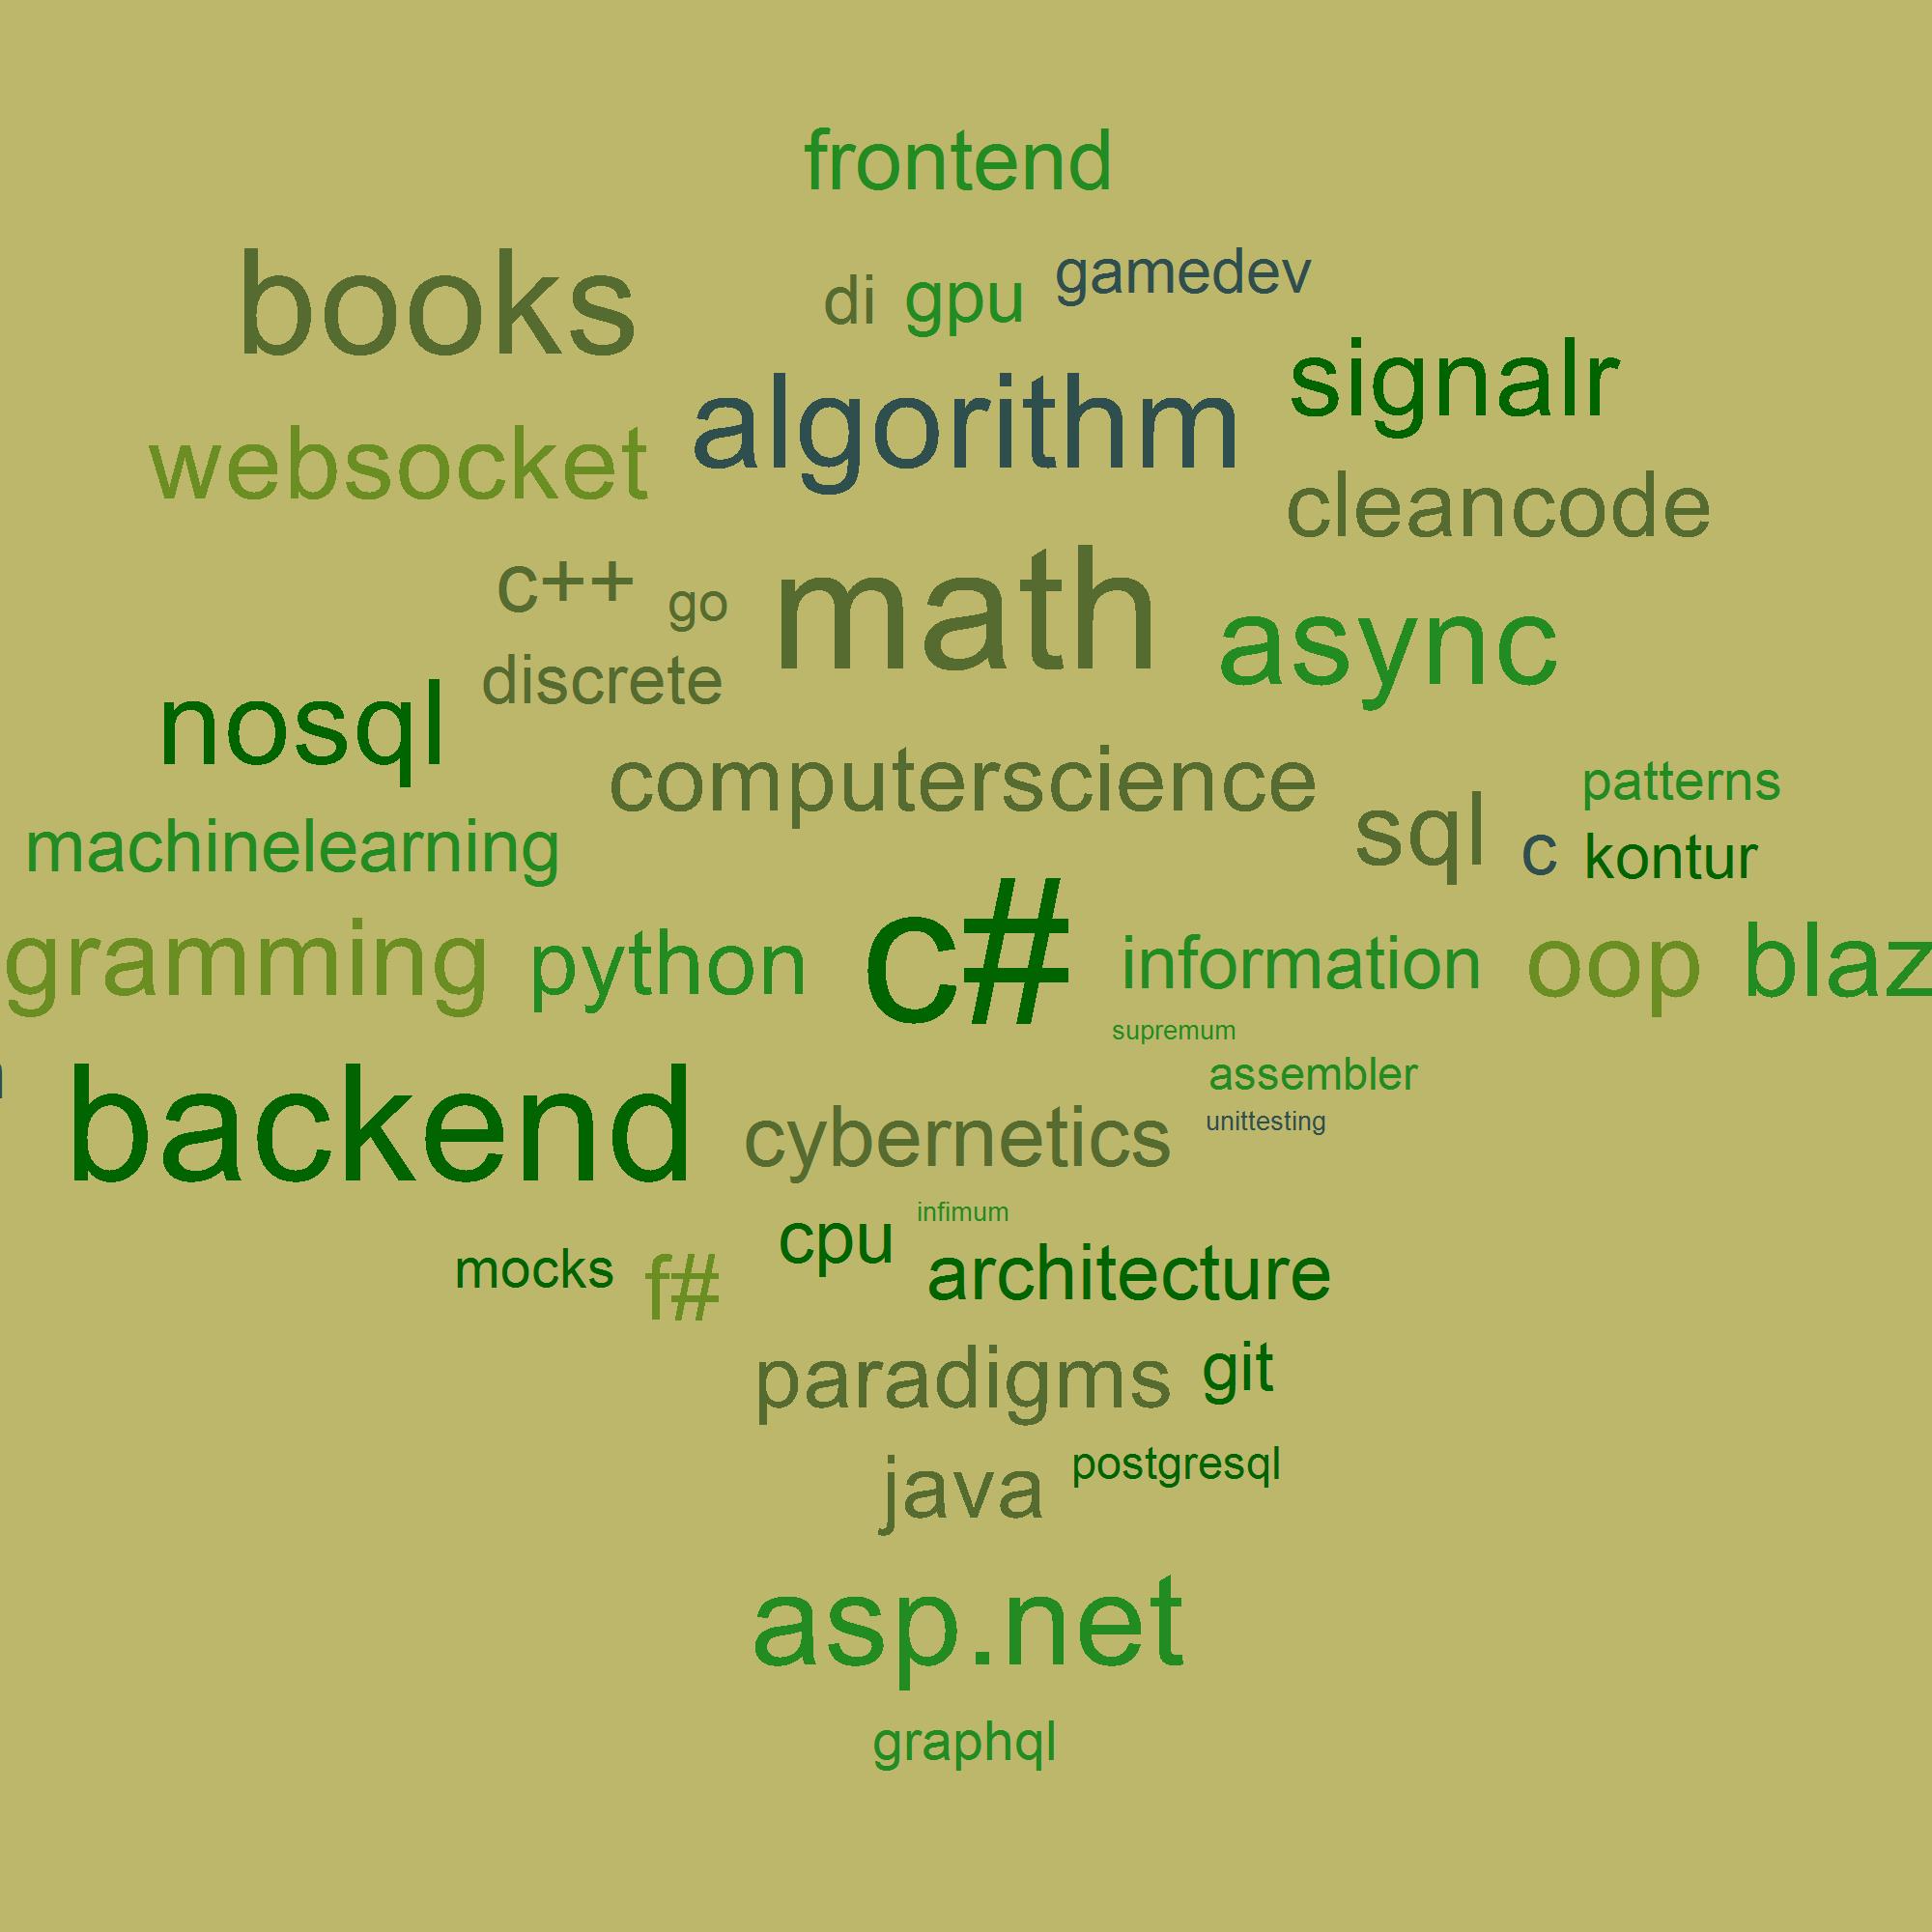 frontend
books
di gpu gamedev
signalr
algorithm
websocket
cleancode
c++ go math async
discrete
nosql
computerscience
patterns
sql c kontur
machinelearning
gramming python c# information oop blaz
supremum
assembler
backend cybernetics unittesting
infimum
cpu
mocks f# architecture
paradigms git
java postgresql
asp.net
graphql